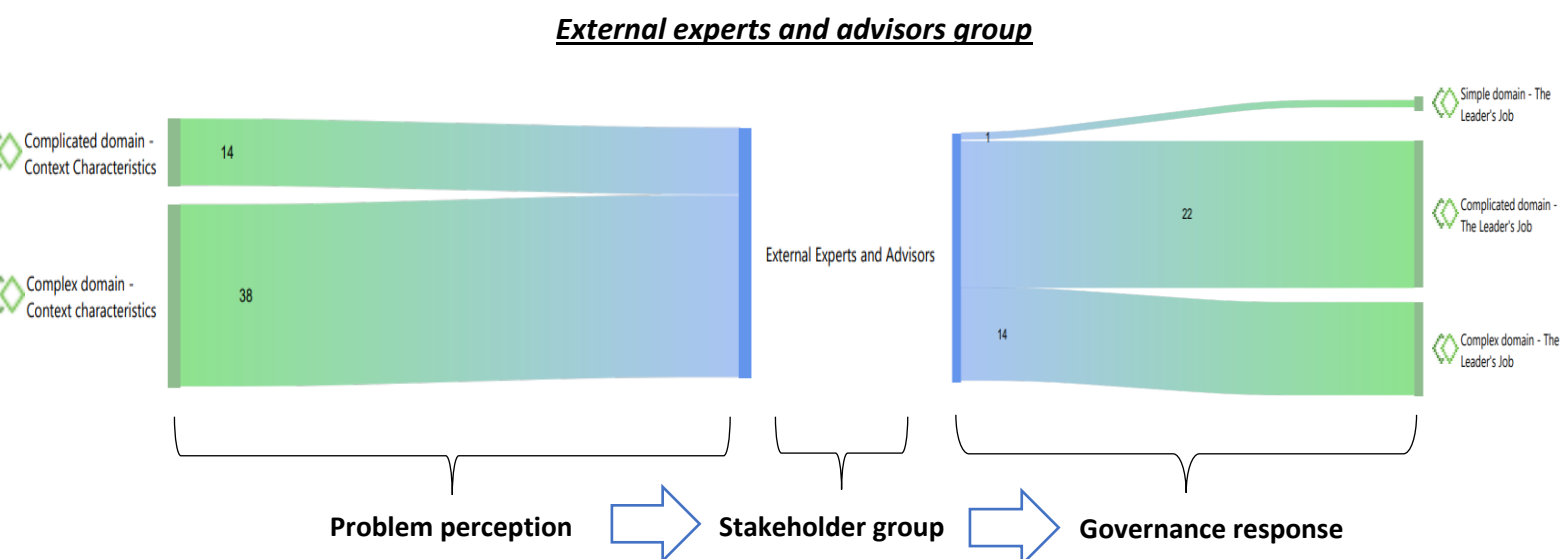 External experts and advisors group
Complicated domain -
Context Characteristics
14
Complex domain -
Context characteristics
38
External Experts and Advisors
1
22
14
Simple domain - The
Leader's Job
Complicated domain -
The Leader's Job
Complex domain - The
Leader's Job
Problem perception
Stakeholder group
Governance response